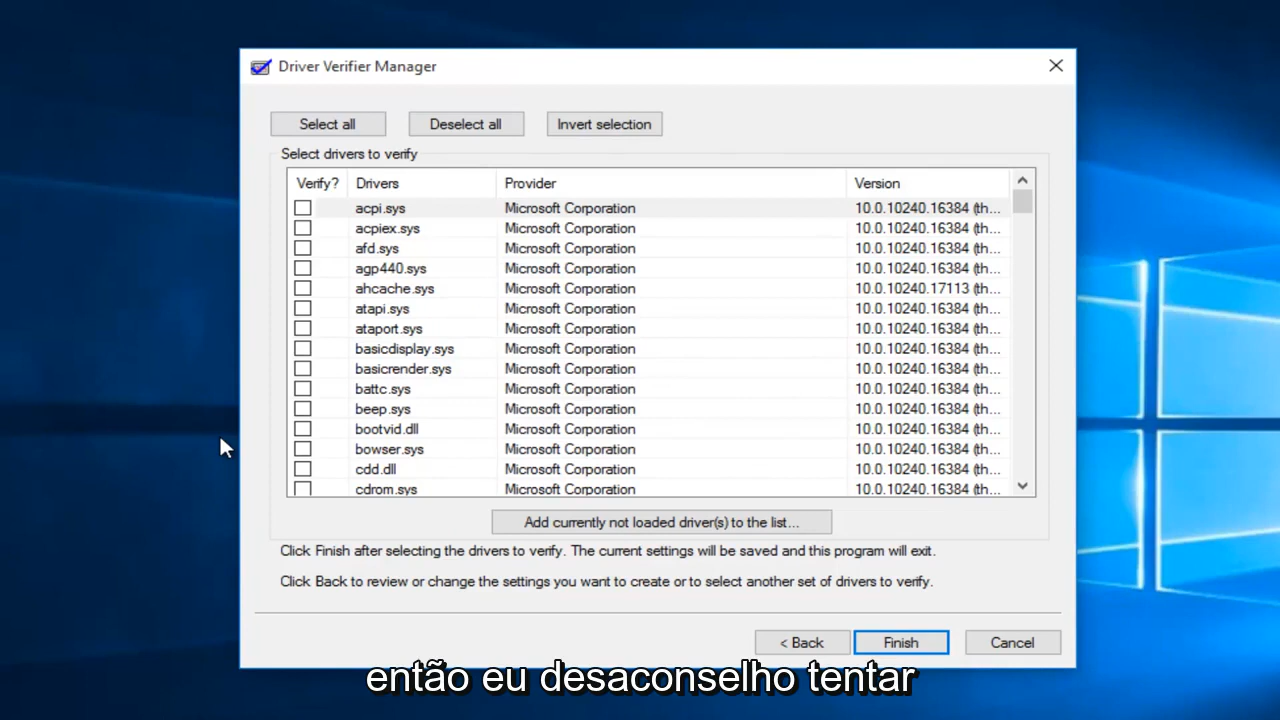 Driver Verifier Manager
Select all Deselect all Invert selection
Select drivers to verify
Verify? Drivers Provider Version
acpi.sys Microsoft Corporation 10.0.10240.16384 (th...
acpiex.sys Microsoft Corporation 10.0.10240.16384 (th...
afd.sys Microsoft Corporation 10.0.10240.16384 (th...
agp440.sys Microsoft Corporation 10.0.10240.16384 (th...
ahcache.sys Microsoft Corporation 10.0.10240.17113 (th...
atapi.sys Microsoft Corporation 10.0.10240.16384 (th...
ataport.sys Microsoft Corporation 10.0.10240.16384 (th...
basicdisplay.sys Microsoft Corporation 10.0.10240.16384 (th...
basicrender.sys Microsoft Corporation 10.0.10240.16384 (th...
battc.sys Microsoft Corporation 10.0.10240.16384 (th...
beep.sys Microsoft Corporation 10.0.10240.16384 (th...
bootvid.dll Microsoft Corporation 10.0.10240.16384 (th...
bowser.sys Microsoft Corporation 10.0.10240.16384 (th...
cdd.dll Microsoft Corporation 10.0.10240.16384 (th...
cdrom.sys Microsoft Corporation 10.0.10240.16384 (th...
Add currently not loaded driver(s) to the list...
Click Finish after selecting the drivers to verify. The current settings will be saved and this program will exit.
Click Back to review or change the settings you want to create or to select another set of drivers to verify.
< Back Finish Cancel
então eu desaconselho tentar